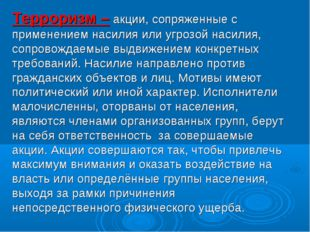 Терроризм – акции, сопряженные с
применением насилия или угрозой насилия,
сопровождаемые выдвижением конкретных
требований. Насилие направлено против
гражданских объектов и лиц. Мотивы имеют
политический или иной характер. Исполнители
малочисленны, оторваны от населения,
являются членами организованных групп, берут
на себя ответственность за совершаемые
акции. Акции совершаются так, чтобы привлечь
максимум внимания и оказать воздействие на
власть или определённые группы населения,
выходя за рамки причинения
непосредственного физического ущерба.